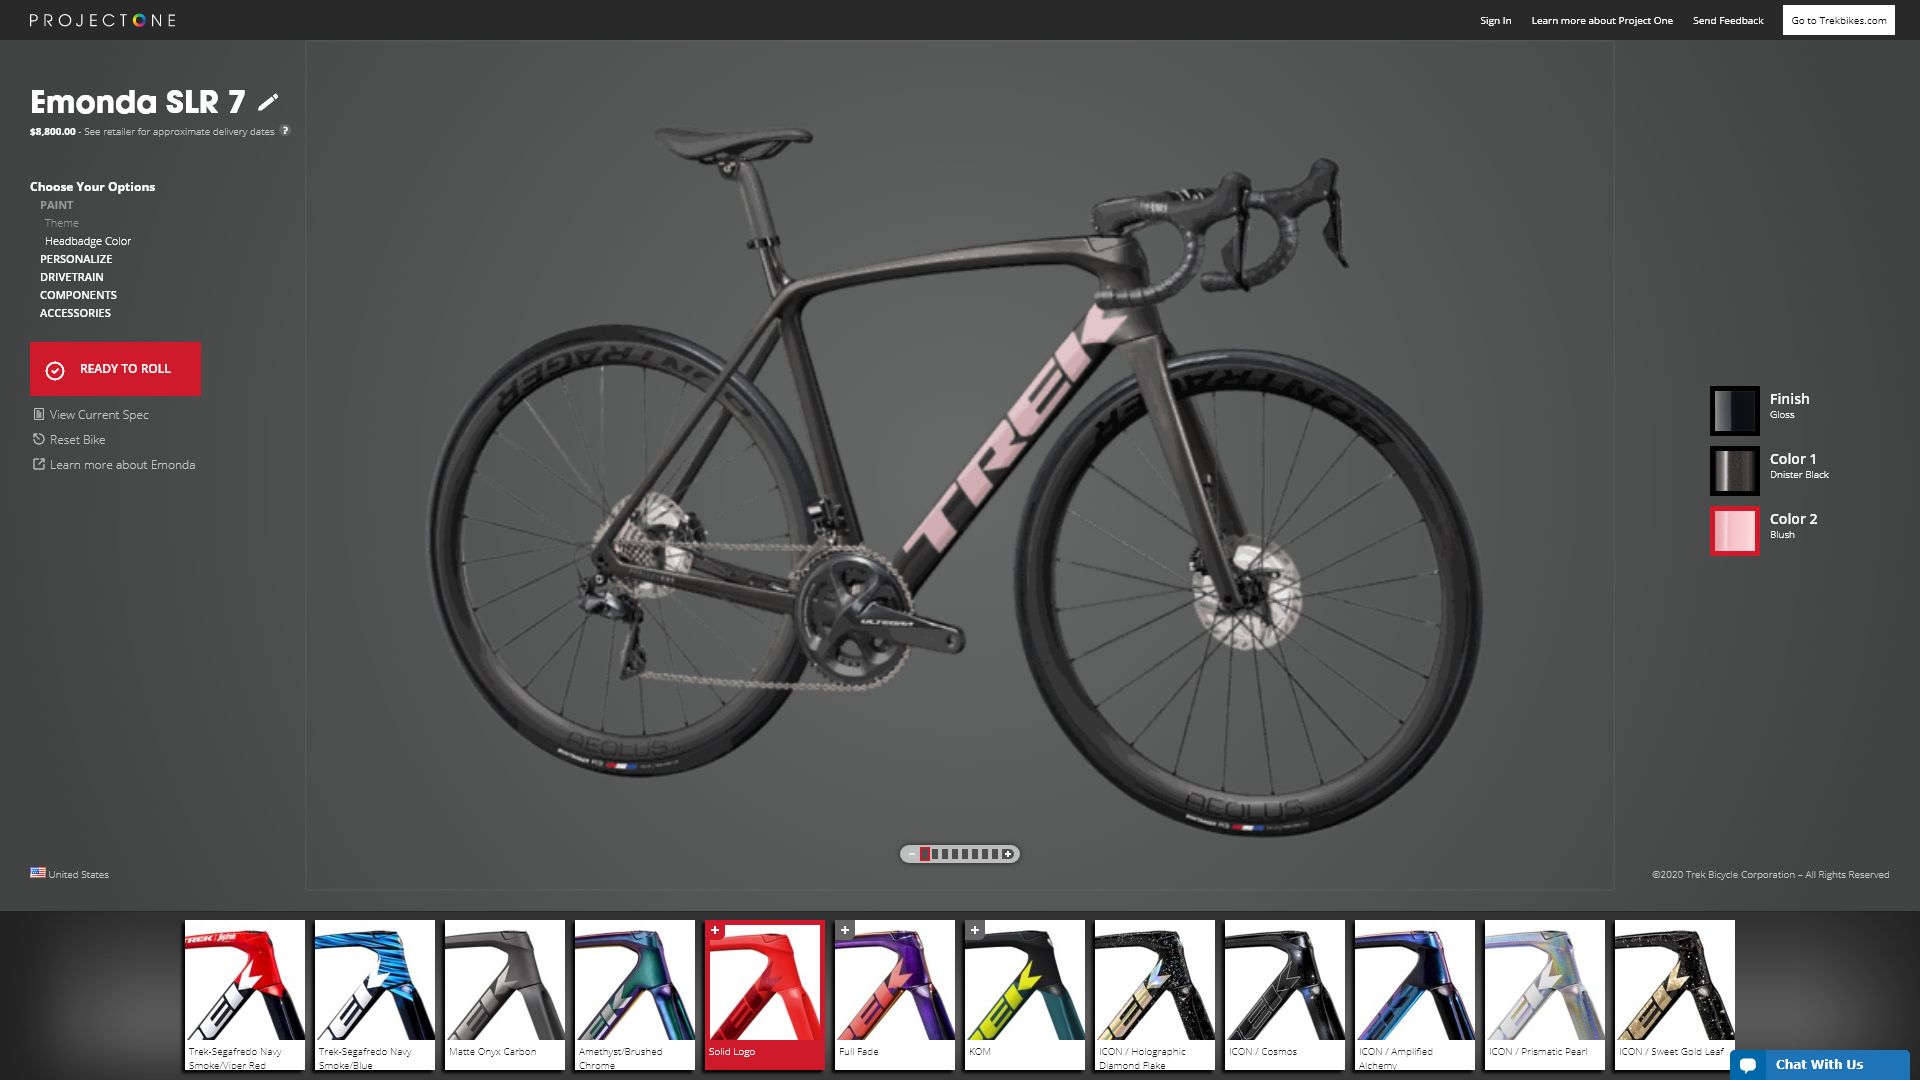 PROJECT ONE
Sign In
Learn more about Project One
Send Feedback
Go to Trekbikes.com
Emonda SLR 7
$8,800.00 - See retailer for approximate delivery dates ?
Choose Your Options
PAINT
Theme
Headbadge Color
PERSONALIZE
DRIVETRAIN
COMPONENTS
ACCESSORIES
READY TO ROLL
View Current Spec
Reset Bike
Learn more about Emonda
BONTRAGER
BONTRAGER
TREK
ULTEGRA
AEOLUS
AEOLUS
Finish
Gloss
Color 1
Dnister Black
Color 2
Blush
United States
©2020 Trek Bicycle Corporation – All Rights Reserved
Trek-Segafredo Navy
Smoke/Viper Red
Trek-Segafredo Navy
Smoke/Blue
Matte Onyx Carbon
Amethyst/Brushed
Chrome
Solid Logo
Full Fade
KOM
ICON / Holographic
Diamond Flake
ICON / Cosmos
ICON / Amplified
Alchemy
ICON / Prismatic Pearl
ICON / Sweet Gold Leaf
Chat With Us